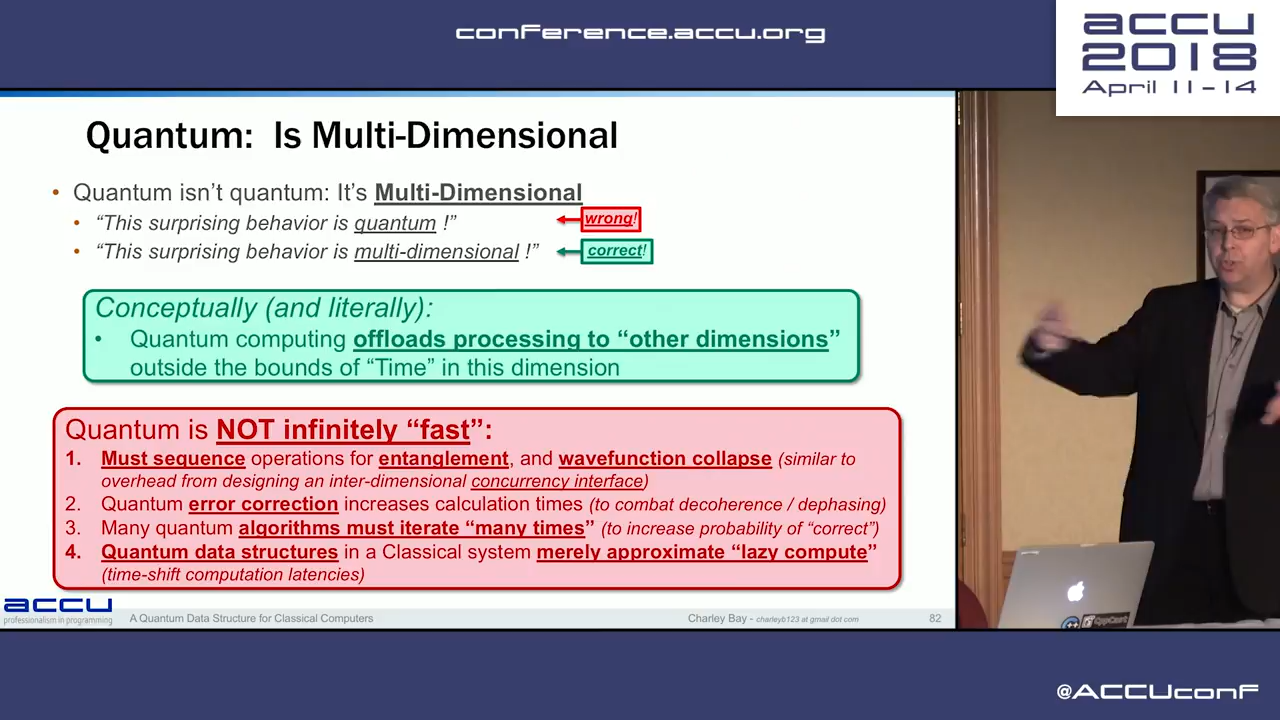 conference.accu.org
accu
2018
April 11-14
Quantum: Is Multi-Dimensional
• Quantum isn't quantum: It's Multi-Dimensional
• "This surprising behavior is quantum !"
wrong!
• "This surprising behavior is multi-dimensional !"
correct!
Conceptually (and literally):
• Quantum computing offloads processing to "other dimensions"
outside the bounds of "Time" in this dimension
Quantum is NOT infinitely "fast":
1. Must sequence operations for entanglement, and wavefunction collapse (similar to
overhead from designing an inter-dimensional concurrency interface)
2. Quantum error correction increases calculation times (to combat decoherence / dephasing)
3. Many quantum algorithms must iterate "many times" (to increase probability of "correct")
4. Quantum data structures in a Classical system merely approximate "lazy compute"
(time-shift computation latencies)
accu
professionalism in programming
A Quantum Data Structure for Classical Computers
Charley Bay - charleyb123 at gmail dot com
82
CppCast
@ACCUconf